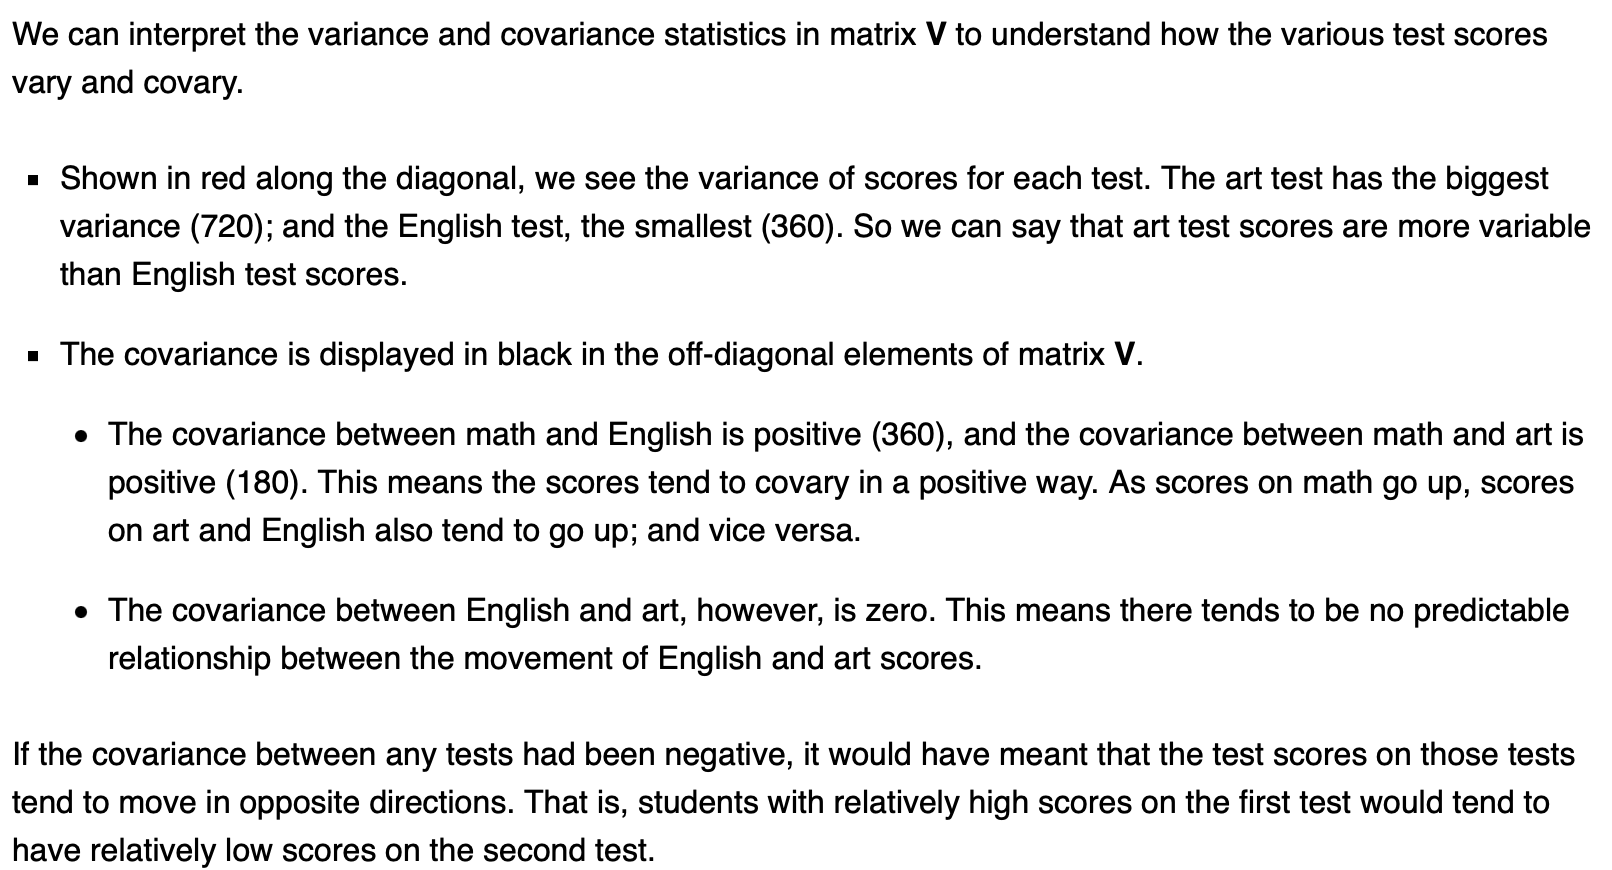 We can interpret the variance and covariance statistics in matrix V to understand how the various test scores
vary and covary.
▪ Shown in red along the diagonal, we see the variance of scores for each test. The art test has the biggest
variance (720); and the English test, the smallest (360). So we can say that art test scores are more variable
than English test scores.
▪ The covariance is displayed in black in the off-diagonal elements of matrix V.
• The covariance between math and English is positive (360), and the covariance between math and art is
positive (180). This means the scores tend to covary in a positive way. As scores on math go up, scores
on art and English also tend to go up; and vice versa.
• The covariance between English and art, however, is zero. This means there tends to be no predictable
relationship between the movement of English and art scores.
If the covariance between any tests had been negative, it would have meant that the test scores on those tests
tend to move in opposite directions. That is, students with relatively high scores on the first test would tend to
have relatively low scores on the second test.